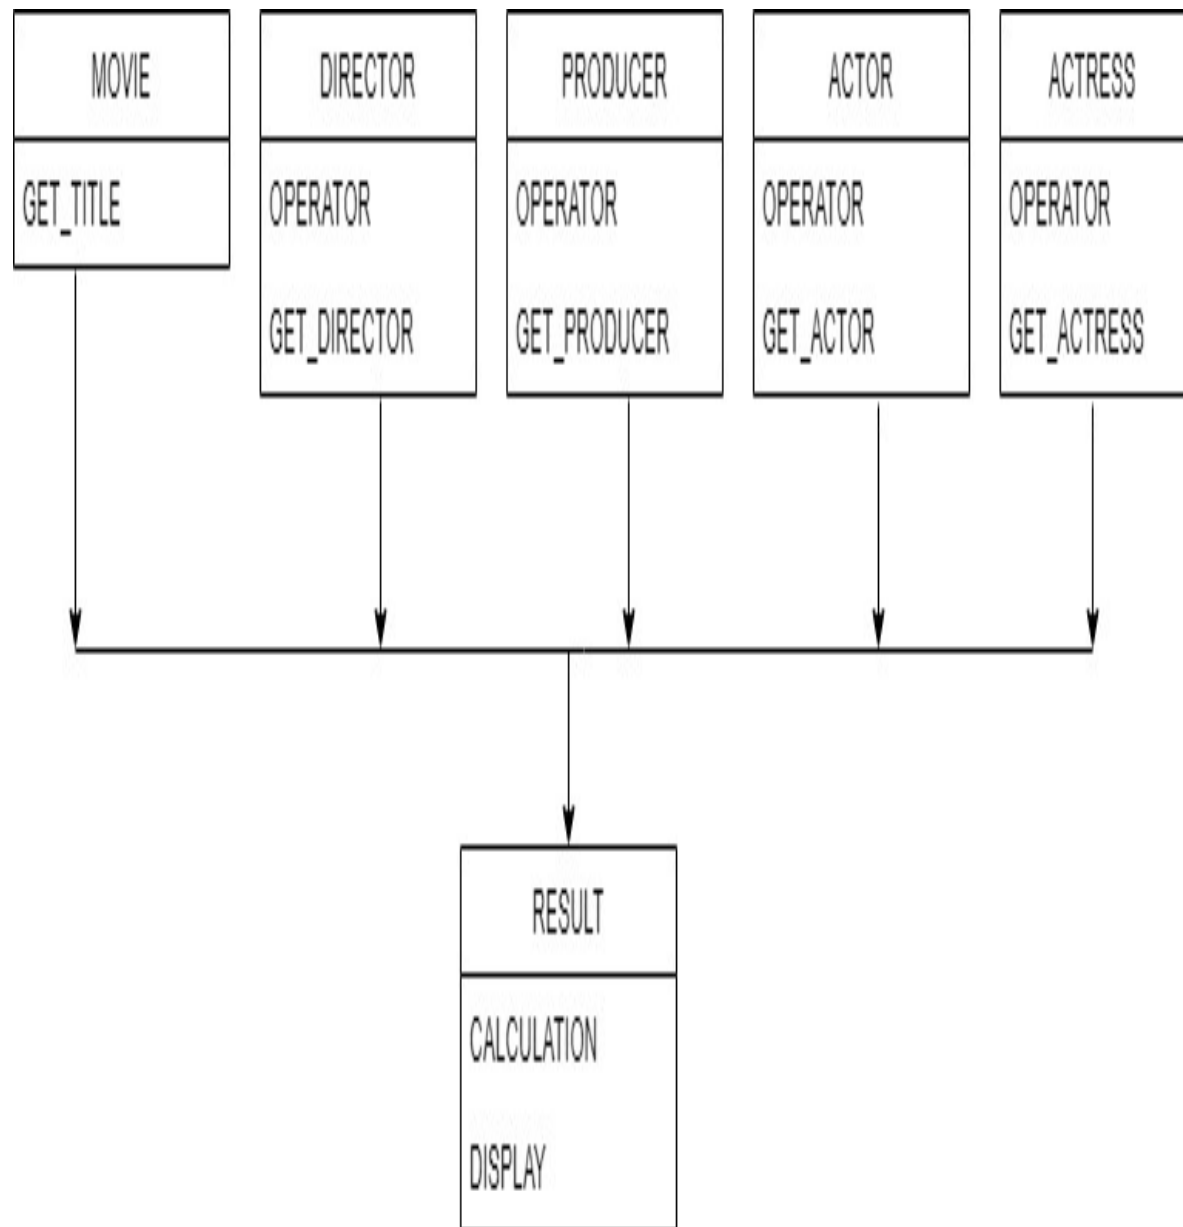 MOVIE
GET_TITLE
DIRECTOR
OPERATOR
GET_DIRECTOR
PRODUCER
OPERATOR
GET_PRODUCER
ACTOR
OPERATOR
GET_ACTOR
ACTRESS
OPERATOR
GET_ACTRESS
RESULT
CALCULATION
DISPLAY